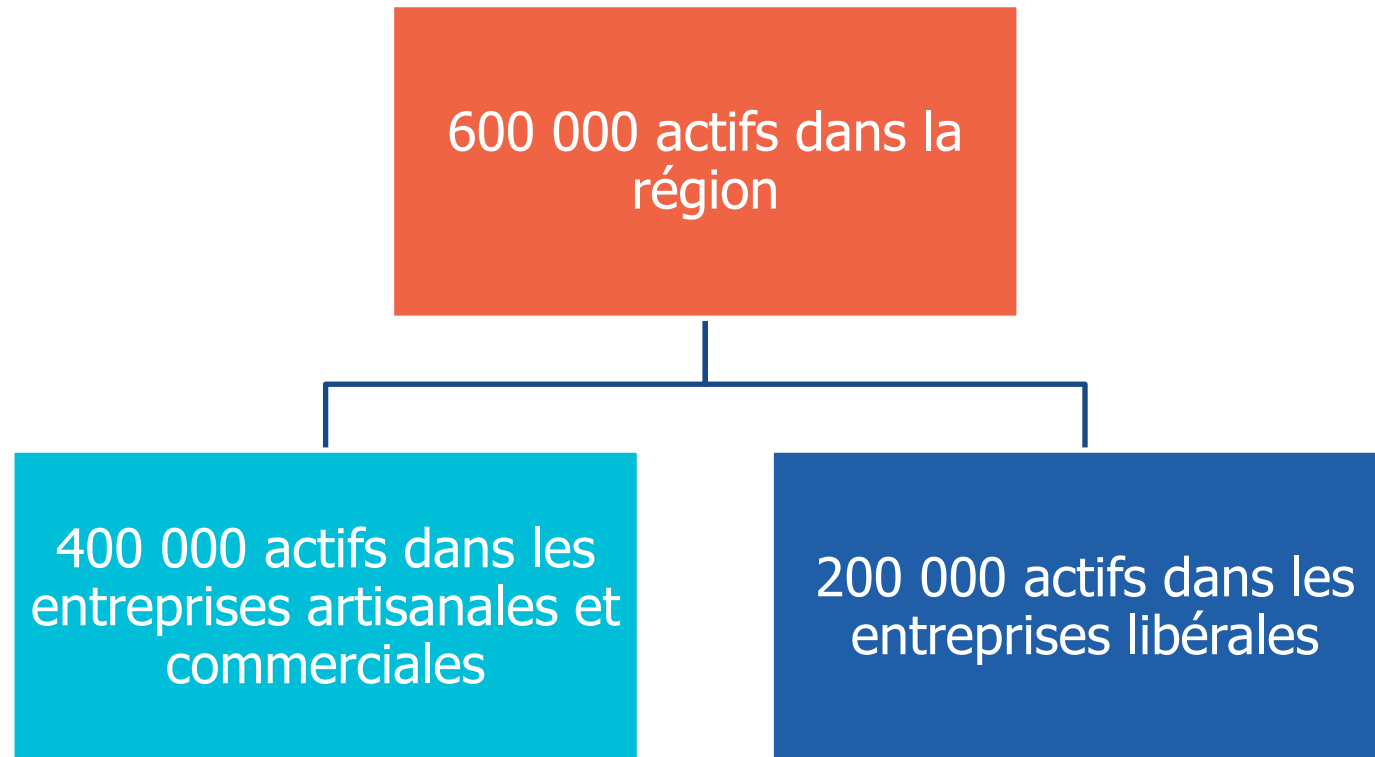 600 000 actifs dans la
région
400 000 actifs dans les
entreprises artisanales et
commerciales
200 000 actifs dans les
entreprises libérales